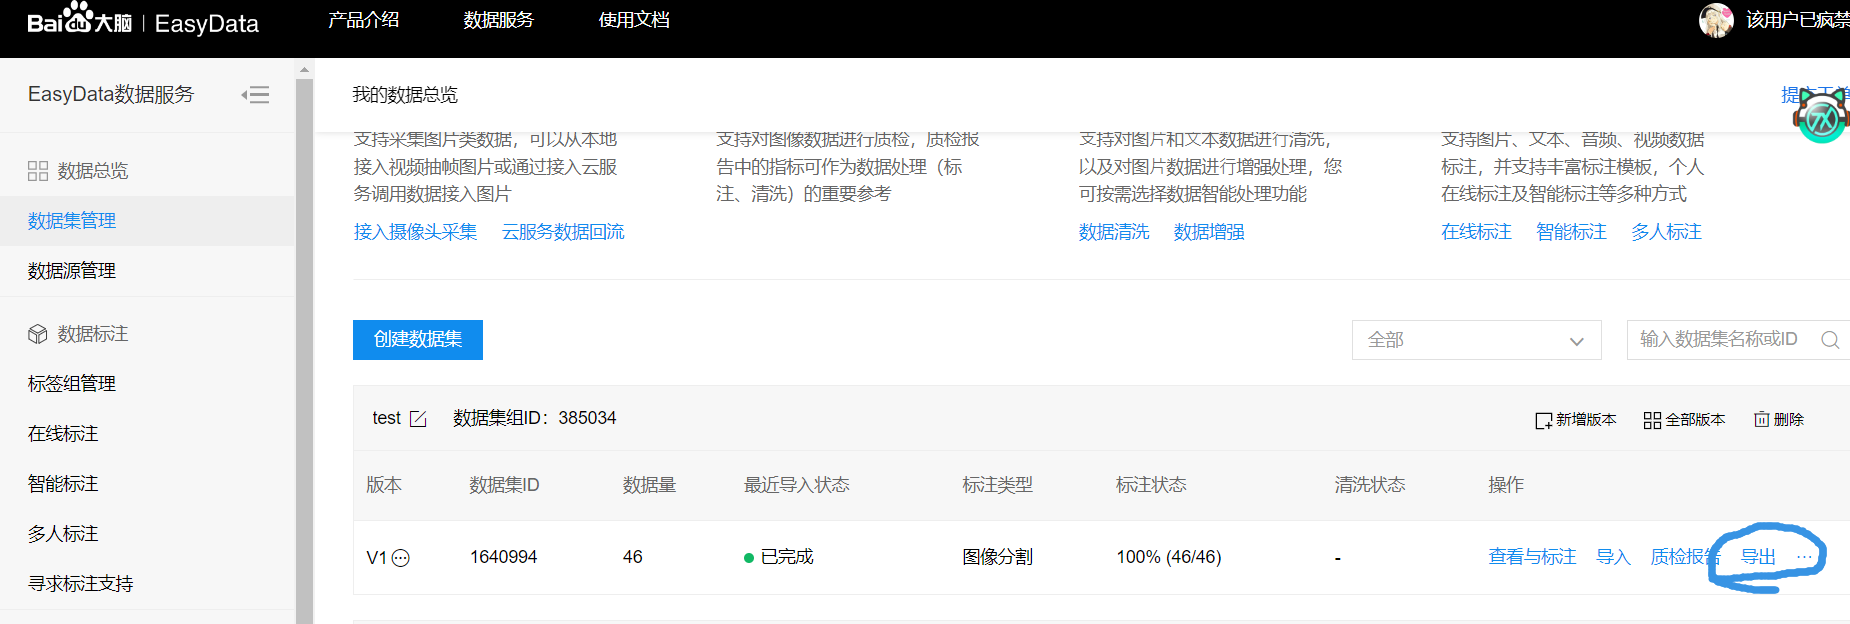 Baidu大脑 | EasyData 产品介绍 数据服务 使用文档 该用户已疯禁
EasyData数据服务
数据总览
数据集管理
数据源管理
数据标注
标签组管理
在线标注
智能标注
多人标注
寻求标注支持
我的数据总览
支持采集图片类数据，可以从本地
接入视频抽帧图片或通过接入云服
务调用数据接入图片
接入摄像头采集 云服务数据回流
支持对图像数据进行质检，质检报
告中的指标可作为数据处理（标
注、清洗）的重要参考
支持对图片和文本数据进行清洗，
以及对图片数据进行增强处理，您
可按需选择数据智能处理功能
数据清洗 数据增强
支持图片、文本、音频、视频数据
标注，并支持丰富标注模板，个人
在线标注及智能标注等多种方式
在线标注 智能标注 多人标注
创建数据集 全部 输入数据集名称或ID
test 数据集组ID：385034 新增版本 全部版本 删除
版本 数据集ID 数据量 最近导入状态 标注类型 标注状态 清洗状态 操作
V1 1640994 46 已完成 图像分割 100% (46/46) - 查看与标注 导入 质检报告 导出 ...